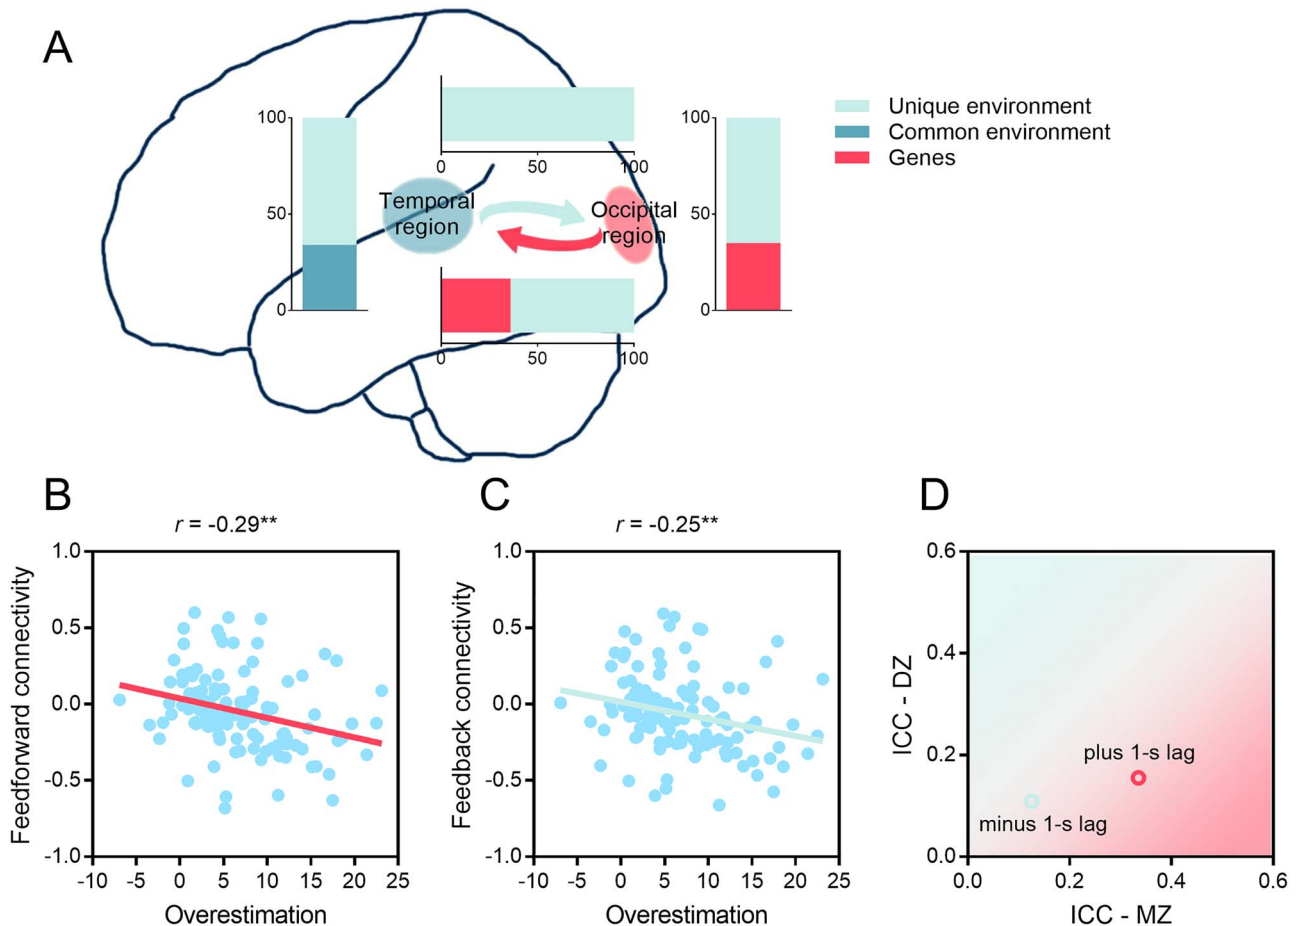 A
100
50
0
0
50
100
Temporal
region
Occipital
region
0
50
100
100
50
0
Unique environment
Common environment
Genes
B
r = -0.29**
Feedforward connectivity
1.0
0.5
0.0
-0.5
-1.0
-10
-5
0
5
10
15
20
25
Overestimation
C
r = -0.25**
Feedback connectivity
1.0
0.5
0.0
-0.5
-1.0
-10
-5
0
5
10
15
20
25
Overestimation
D
ICC - DZ
0.6
0.4
0.2
0.0
plus 1-s lag
minus 1-s lag
0.0
0.2
0.4
0.6
ICC - MZ